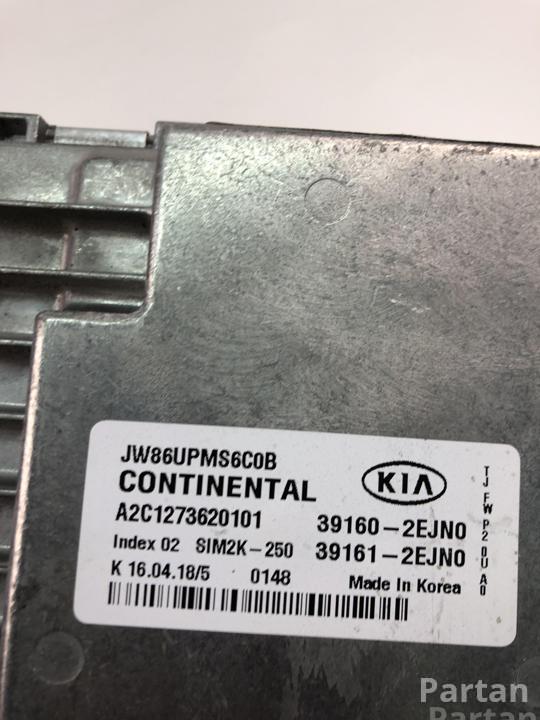 JW86UPMS6C0B
CONTINENTAL
KIA
A2C1273620101 39160-2EJN0
Index 02 SIM2K-250 39161-2EJN0
K 16.04.18/5 0148 Made In Korea
TJ FW P2 0U A0
Partan
Partan